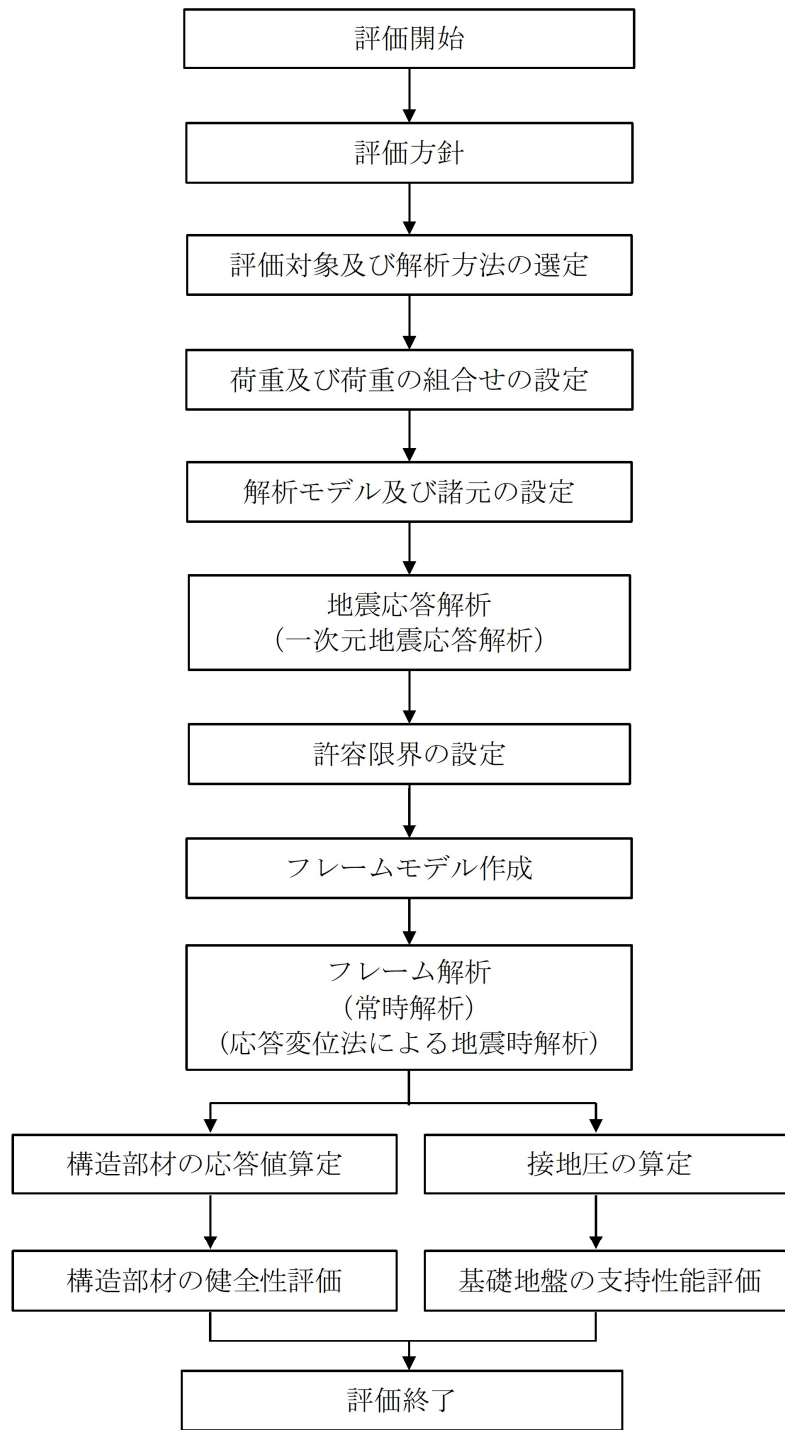 評価開始
評価方針
評価対象及び解析方法の選定
荷重及び荷重の組合せの設定
解析モデル及び諸元の設定
地震応答解析
（一次元地震応答解析）
許容限界の設定
フレームモデル作成
フレーム解析
（常時解析）
（応答変位法による地震時解析）
構造部材の応答値算定
接地圧の算定
構造部材の健全性評価
基礎地盤の支持性能評価
評価終了